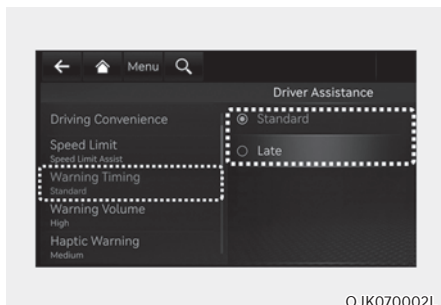 Menu
Driver Assistance
Driving Convenience
Speed Limit
Speed Limit Assist
Warning Timing
Standard
Warning Volume
High
Haptic Warning
Medium
Standard
Late
OJK070002L